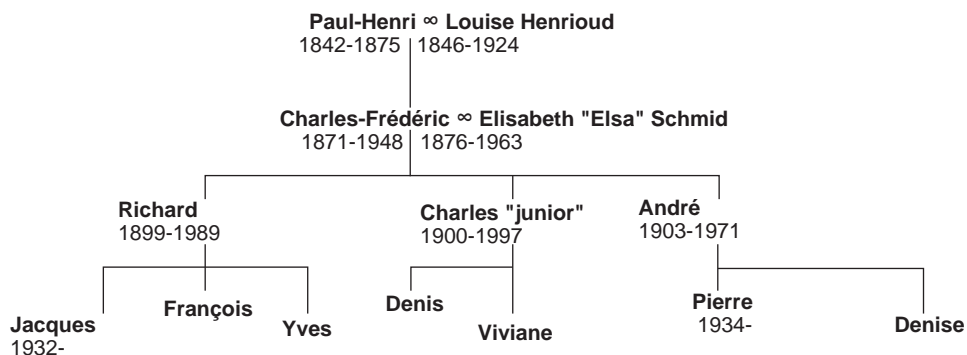 Paul-Henri ∞ Louise Henrioud
1842-1875 1846-1924
Charles-Frédéric ∞ Elisabeth "Elsa" Schmid
1871-1948 1876-1963
Richard
1899-1989
Charles "junior"
1900-1997
André
1903-1971
Jacques
1932-
François
Yves
Denis
Viviane
Pierre
1934-
Denise